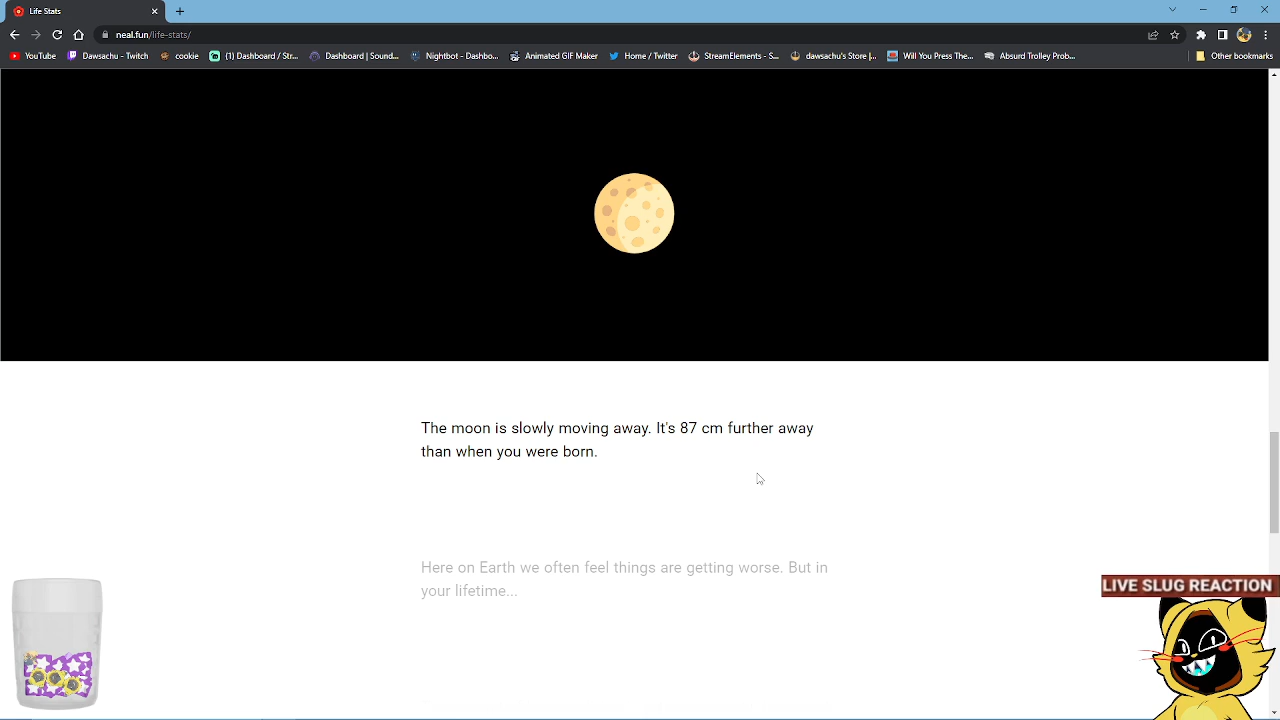 Life Stats
neal.fun/life-stats/
YouTube
Dawsachu - Twitch
cookie
(1) Dashboard / Str...
Dashboard | Sound...
Nightbot - Dashbo...
Animated GIF Maker
Home / Twitter
StreamElements - S...
dawsachu's Store |...
Will You Press The...
Absurd Trolley Prob...
Other bookmarks
The moon is slowly moving away. It's 87 cm further away
than when you were born.
Here on Earth we often feel things are getting worse. But in
your lifetime...
LIVE SLUG REACTION